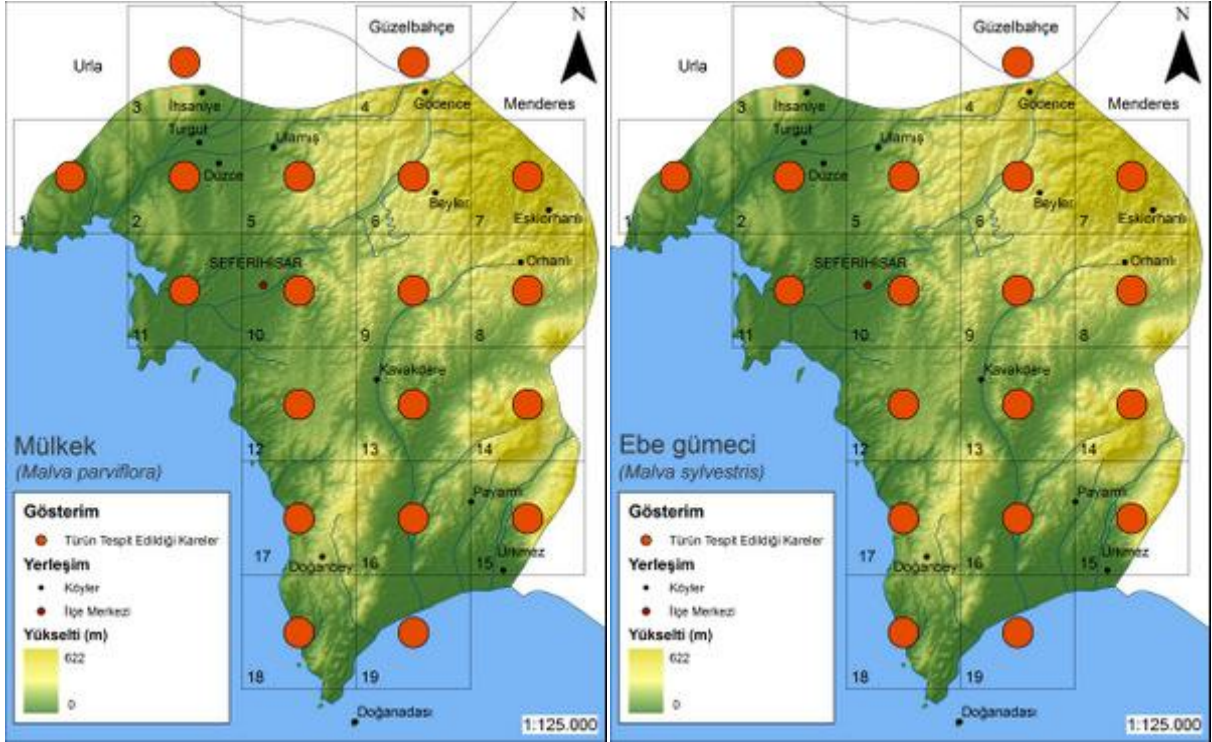 N
Güzelbahçe
Urla
Menderes
Gödence
İhsaniye
3
4
Turgut
Ulamış
Düzce
Beyler
Eskiorhanlı
1
2
5
6
7
SEFERİHİSAR
Orhanlı
11
10
9
8
Kavakdere
Mülkek
(Malva parviflora)
12
13
14
Payamlı
Gösterim
Türün Tespit Edildiği Kareler
Yerleşim
Köyler
İlçe Merkezi
Yükselti (m)
622
0
Ürkmez
Doğanbey
17
16
15
18
19
Doğanadası
1:125.000
N
Güzelbahçe
Urla
Menderes
Gödence
İhsaniye
3
4
Turgut
Ulamış
Düzce
Beyler
Eskiorhanlı
1
2
5
6
7
SEFERİHİSAR
Orhanlı
11
10
9
8
Kavakdere
Ebe gümeci
(Malva sylvestris)
12
13
14
Payamlı
Gösterim
Türün Tespit Edildiği Kareler
Yerleşim
Köyler
İlçe Merkezi
Yükselti (m)
622
0
Ürkmez
Doğanbey
17
16
15
18
19
Doğanadası
1:125.000